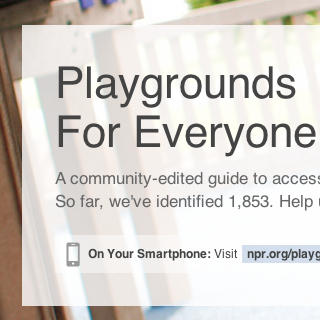 Playgrounds
For Everyone
A community-edited guide to access
So far, we've identified 1,853. Help
On Your Smartphone: Visit npr.org/playg